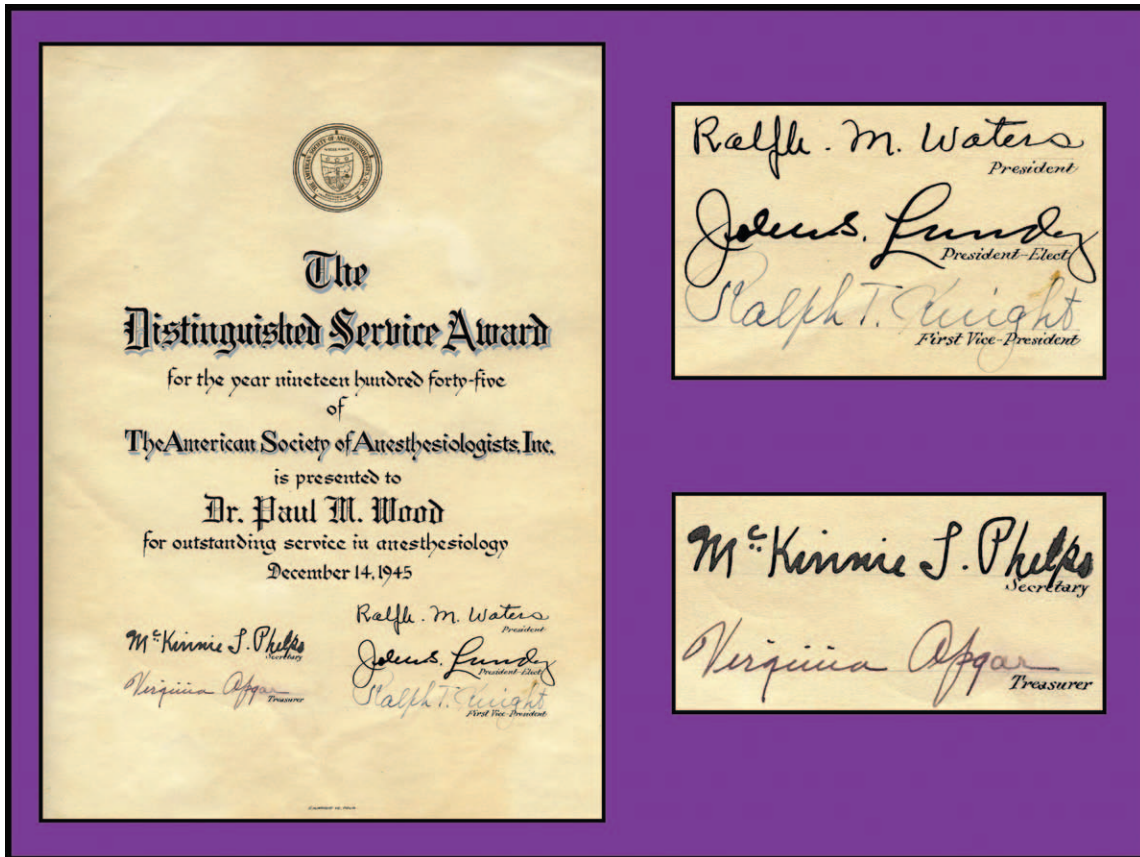 The
Distinguished Service Award
for the year nineteen hundred forty-five
of
The American Society of Anesthesiologists, Inc.
is presented to
Dr. Paul M. Wood
for outstanding service in anesthesiology
December 14, 1945
Ralph. M. Waters
President
McKinnie L. Phelps
Secretary
John S. Lundy
President-Elect
Virginia Apgar
Treasurer
Ralph T. Knight
First Vice-President
Ralph. M. Waters
President
John S. Lundy
President-Elect
Ralph T. Knight
First Vice-President
McKinnie L. Phelps
Secretary
Virginia Apgar
Treasurer